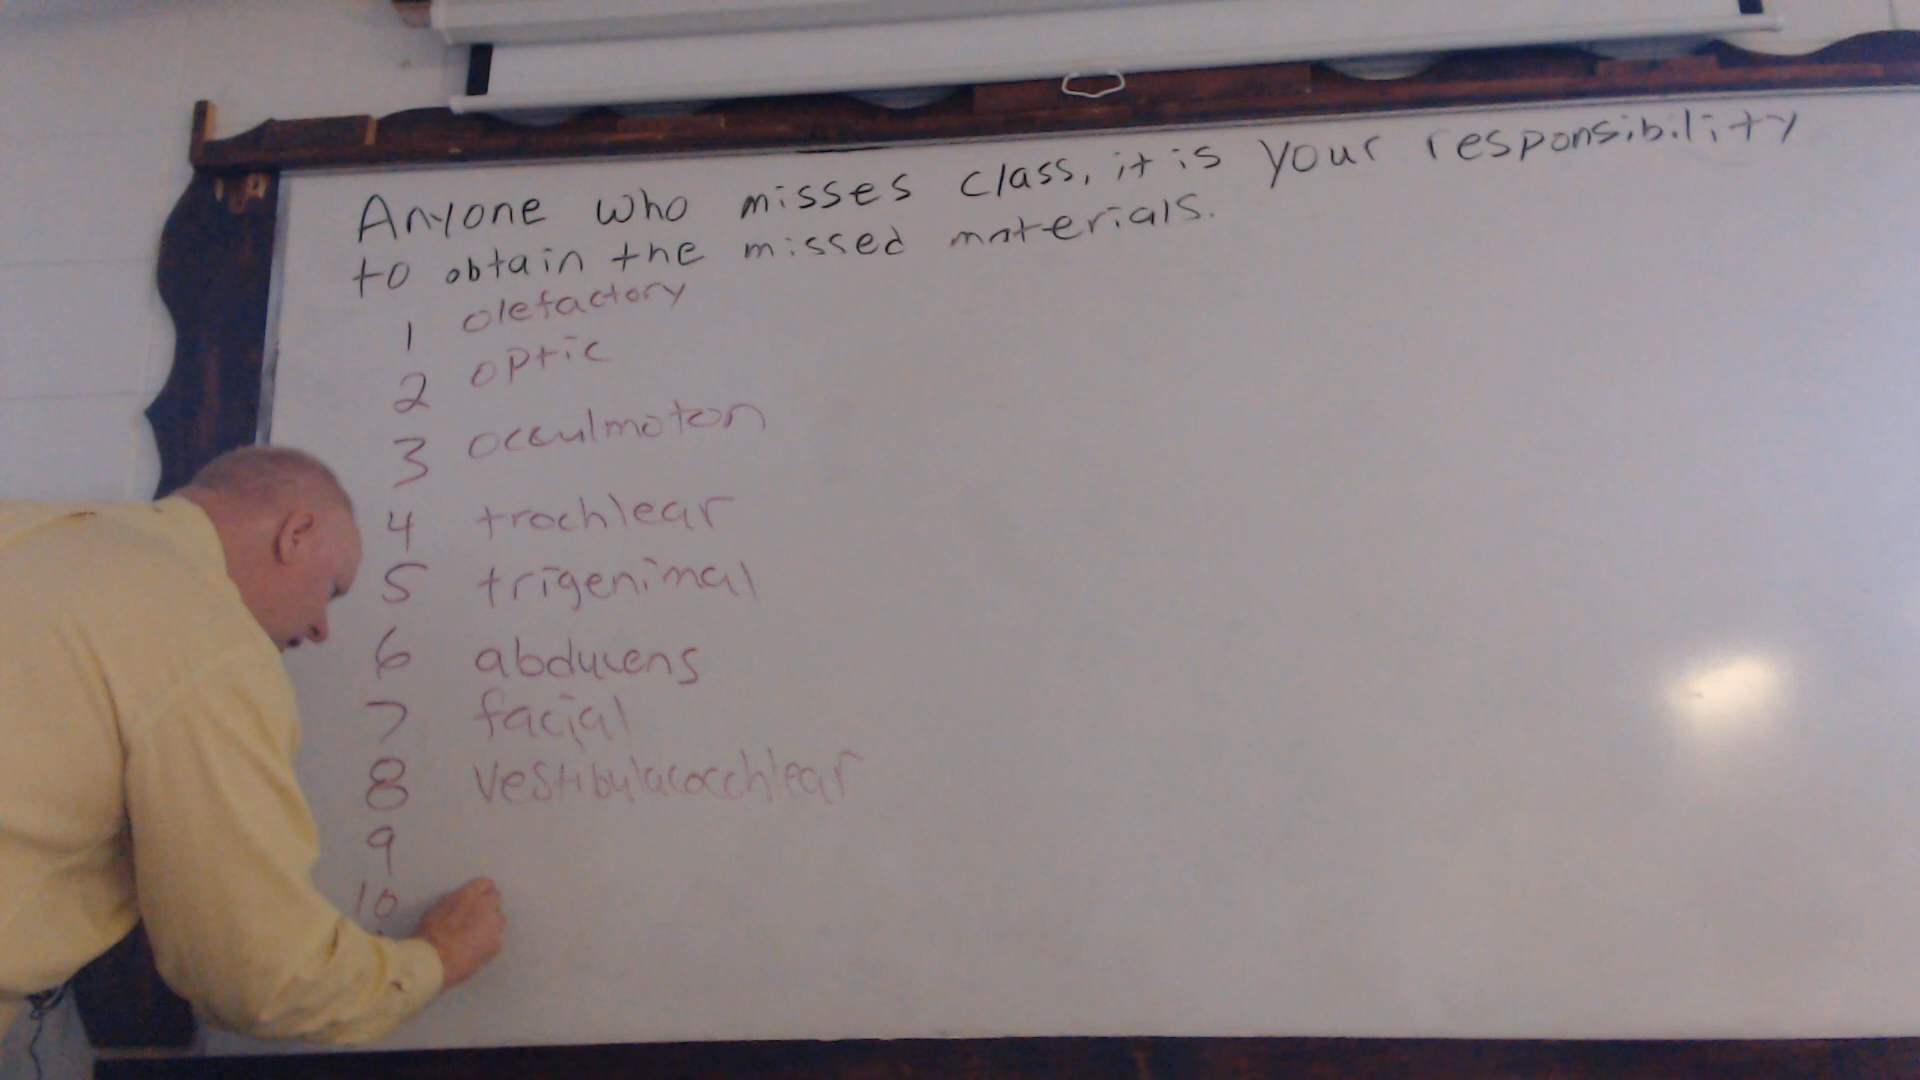 Anyone who misses class, it is your responsibility
to obtain the missed materials.
1 olefactory
2 optic
3 occulmoton
4 trochlear
5 trigenimal
6 abducens
7 facial
8 vestibulacocchlear
9
10